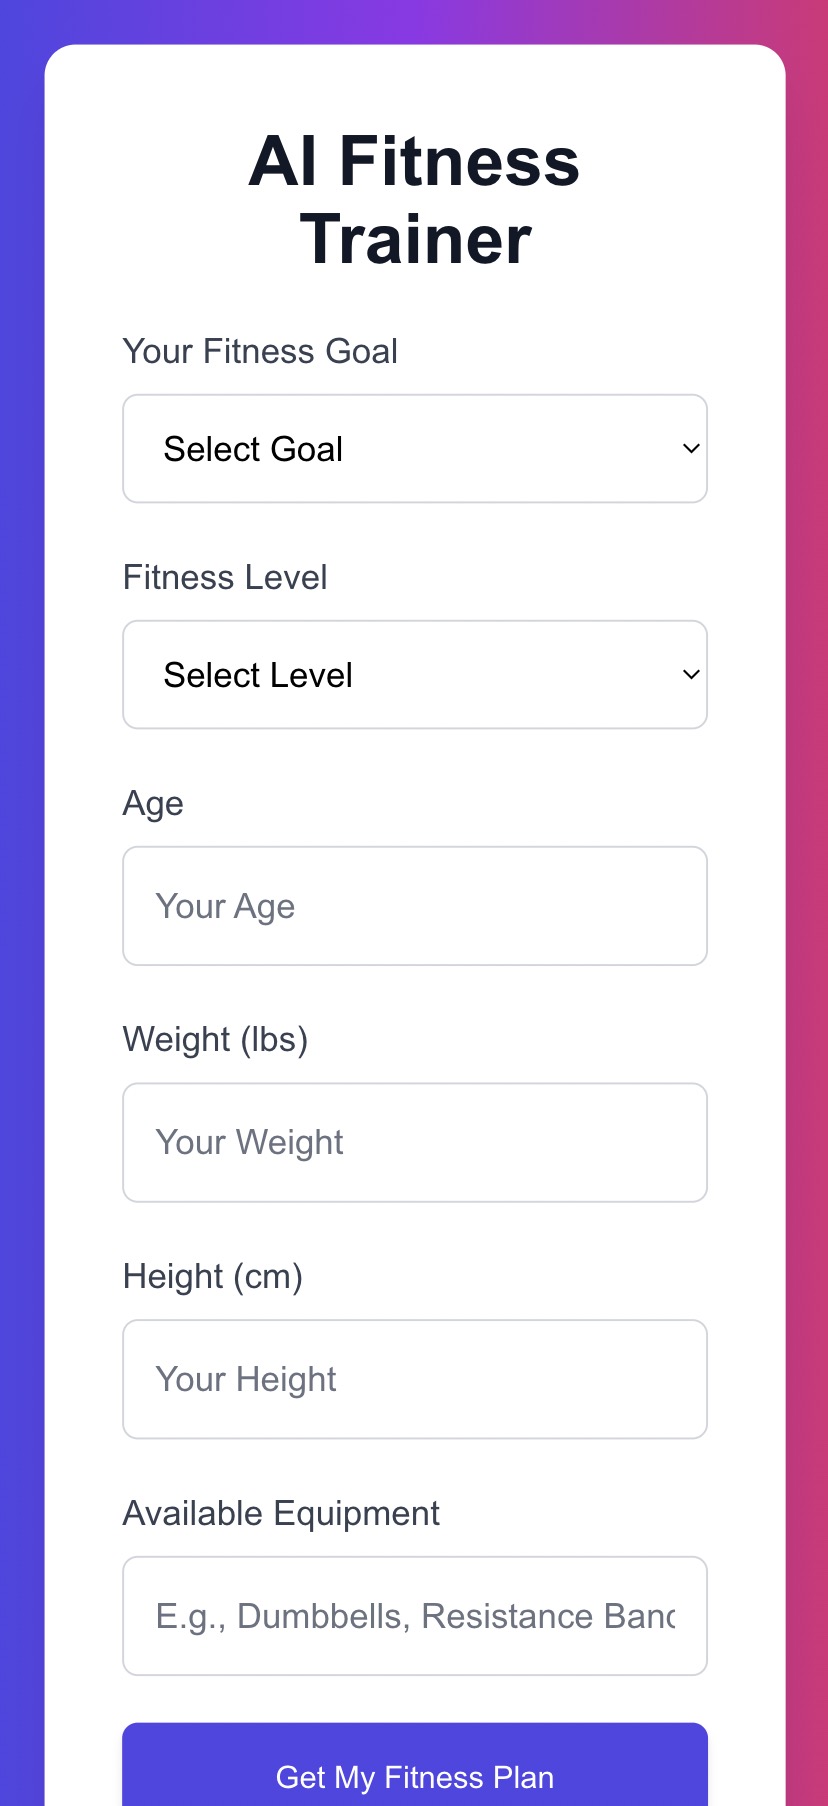 AI Fitness
Trainer
Your Fitness Goal
Select Goal
Fitness Level
Select Level
Age
Your Age
Weight (lbs)
Your Weight
Height (cm)
Your Height
Available Equipment
E.g., Dumbbells, Resistance Band
Get My Fitness Plan